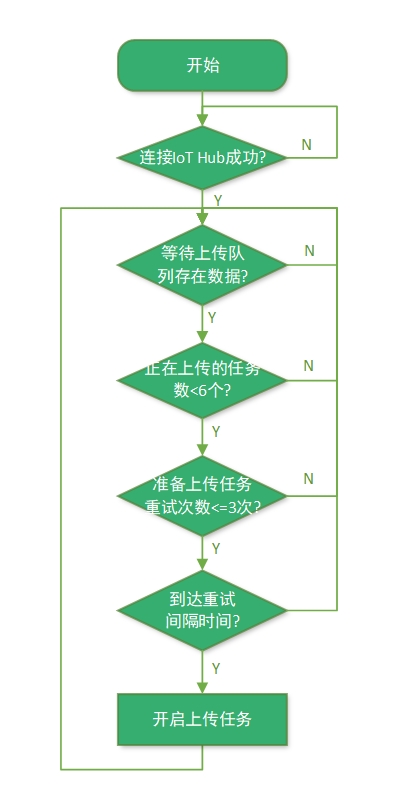 开始
连接IoT Hub成功?
N
Y
等待上传队
列存在数据?
N
Y
正在上传的任务
数<6个?
N
Y
准备上传任务
重试次数<=3次?
N
Y
到达重试
间隔时间?
Y
开启上传任务